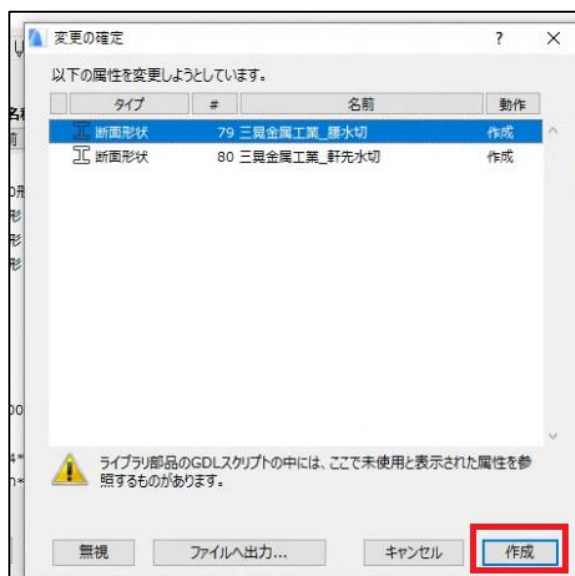 変更の確定
?
×
以下の属性を変更しようとしています。
タイプ # 名前 動作
断面形状 79 三晃金属工業_腰水切 作成
断面形状 80 三晃金属工業_軒先水切 作成
ライブラリ部品のGDLスクリプトの中には、ここで未使用と表示された属性を参
照するものがあります。
無視 ファイルへ出力... キャンセル 作成